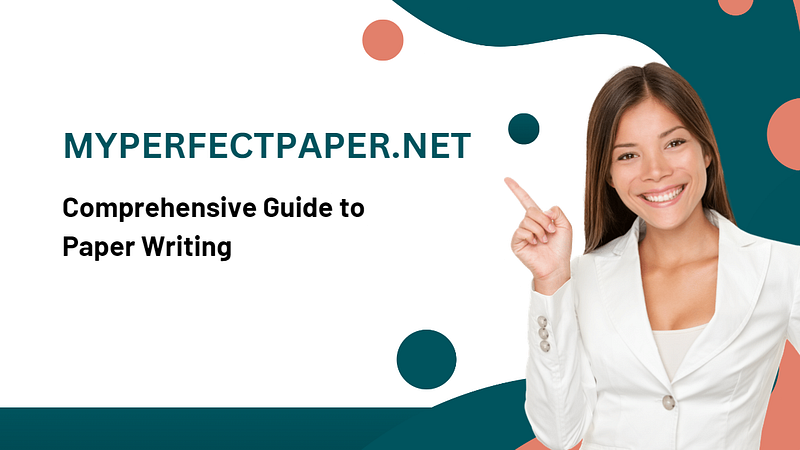 MYPERFECTPAPER.NET
Comprehensive Guide to
Paper Writing